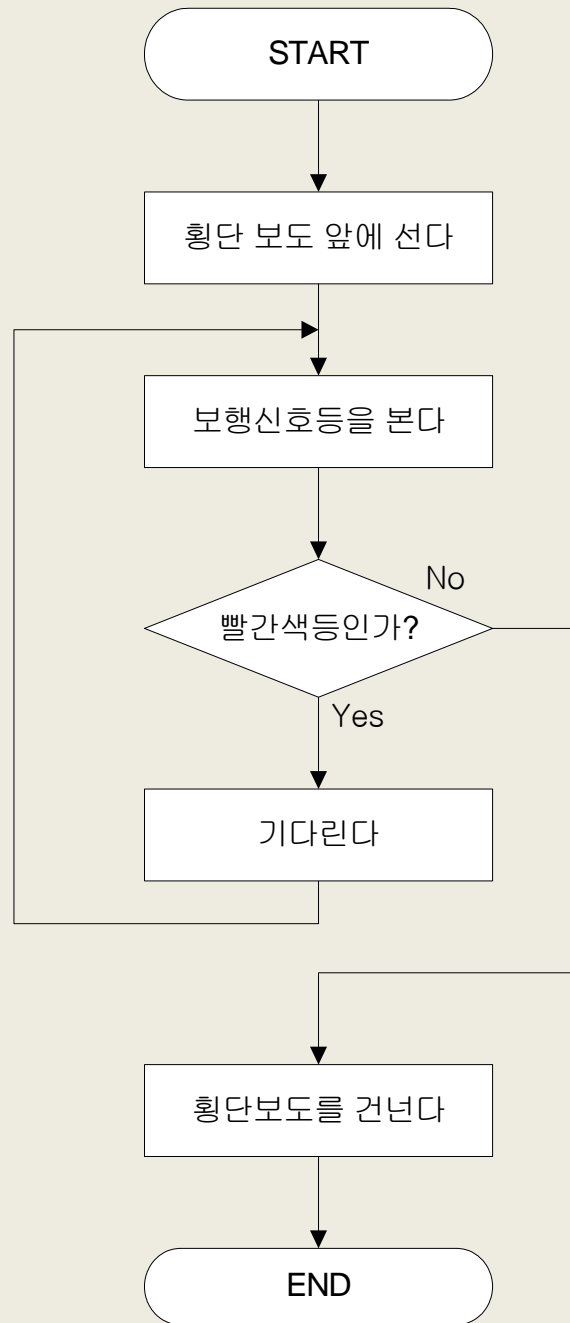 START
횡단 보도 앞에 선다
보행신호등을 본다
No
빨간색등인가?
Yes
기다린다
횡단보도를 건넌다
END